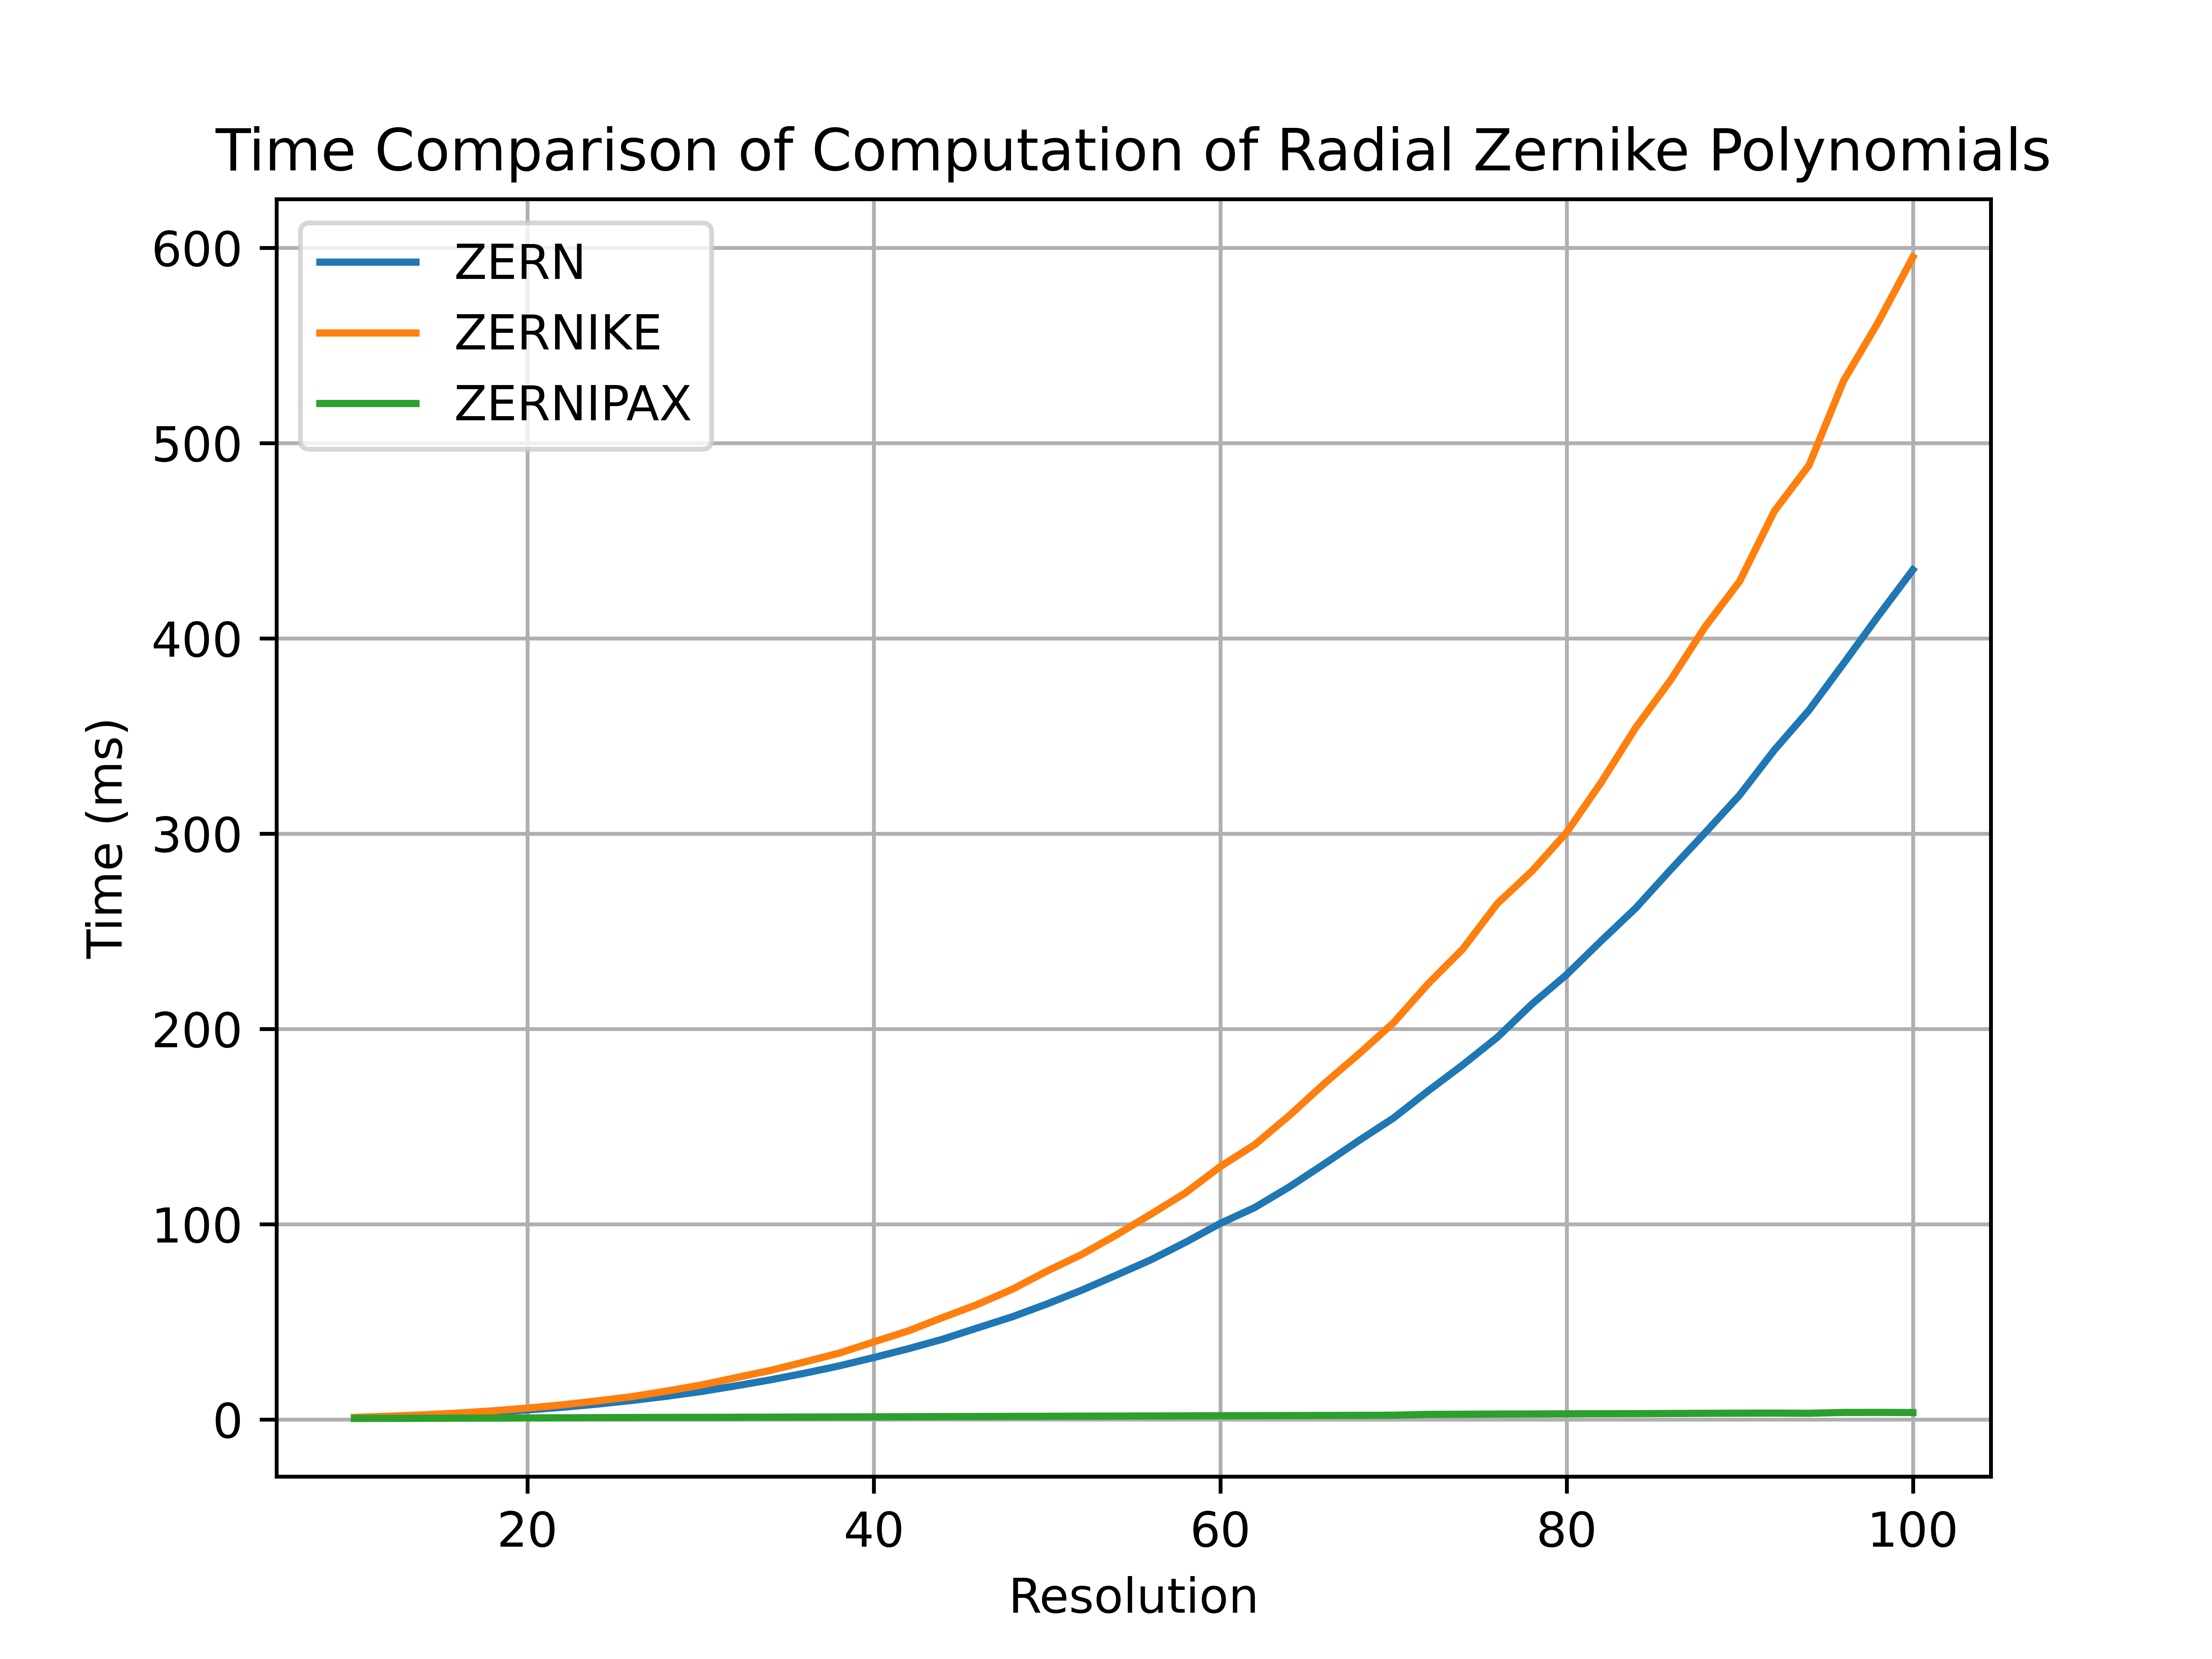 Time Comparison of Computation of Radial Zernike Polynomials
ZERN
ZERNIKE
ZERNIPAX
600
500
400
300
200
100
0
Time (ms)
20 40 60 80 100
Resolution